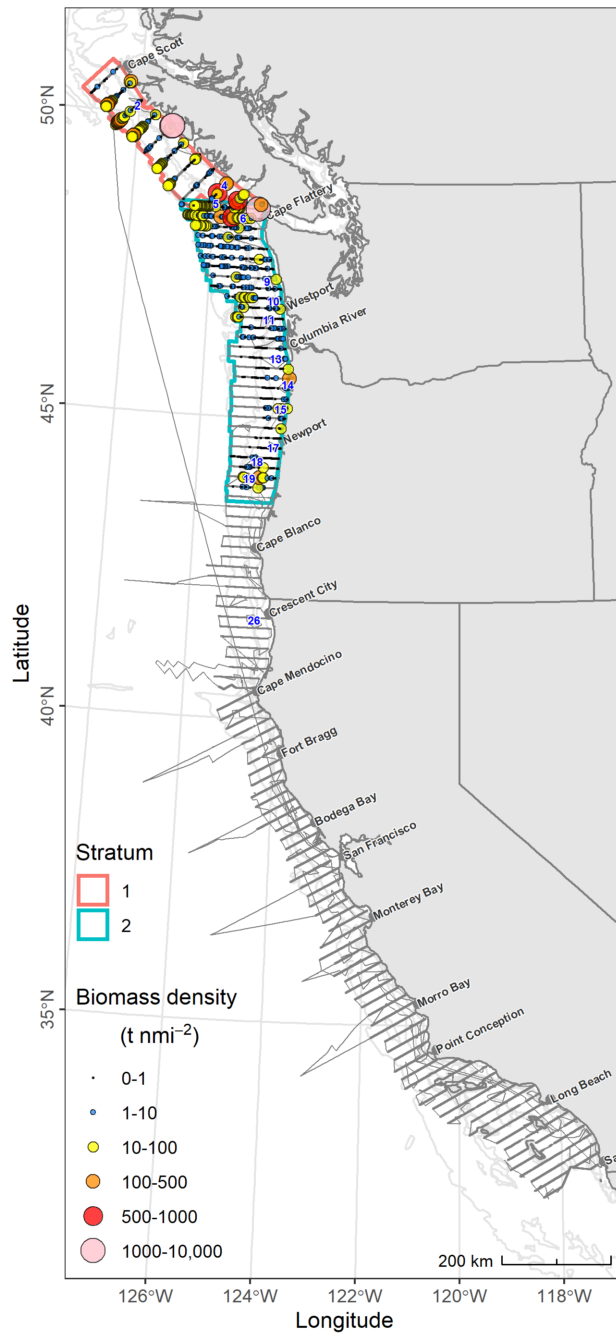 Cape Scott
50°N
2
4
5
6
Cape Flattery
9
Westport
10
11
Columbia River
13
14
45°N
15
Newport
17
18
19
Cape Blanco
Crescent City
26
Latitude
Cape Mendocino
40°N
Fort Bragg
Bodega Bay
San Francisco
Stratum
1
2
Monterey Bay
Biomass density
(t nmi−2)
Morro Bay
35°N
Point Conception
0-1
Long Beach
1-10
10-100
Sa
100-500
500-1000
1000-10,000
200 km
126°W
124°W
122°W
120°W
118°W
Longitude